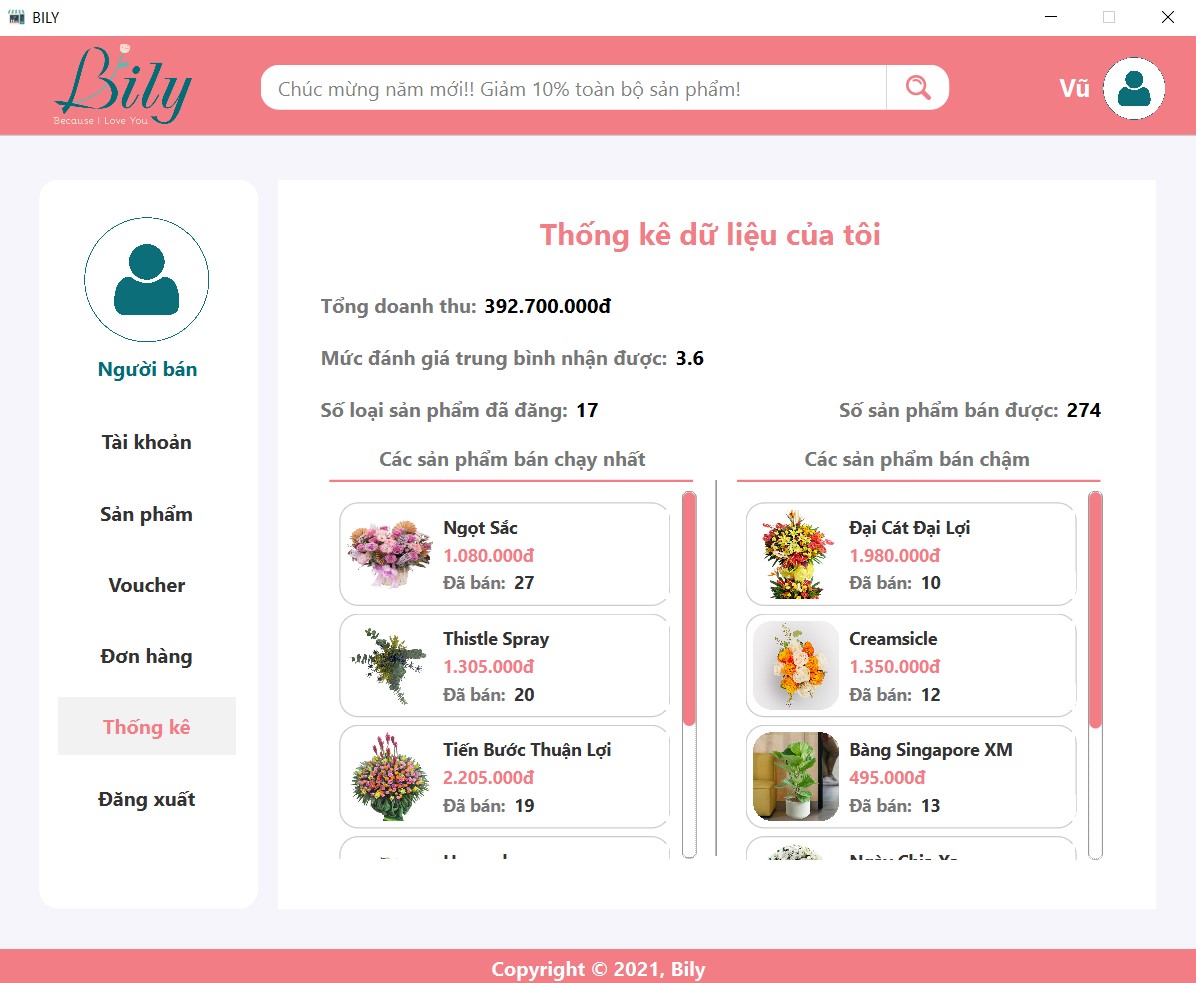 BILY
Bily
Because I Love You
Chúc mừng năm mới!! Giảm 10% toàn bộ sản phẩm!
Vũ
Người bán
Tài khoản
Sản phẩm
Voucher
Đơn hàng
Thống kê
Đăng xuất
Thống kê dữ liệu của tôi
Tổng doanh thu: 392.700.000đ
Mức đánh giá trung bình nhận được: 3.6
Số loại sản phẩm đã đăng: 17
Số sản phẩm bán được: 274
Các sản phẩm bán chạy nhất
Ngọt Sắc
1.080.000đ
Đã bán: 27
Thistle Spray
1.305.000đ
Đã bán: 20
Tiến Bước Thuận Lợi
2.205.000đ
Đã bán: 19
Các sản phẩm bán chậm
Đại Cát Đại Lợi
1.980.000đ
Đã bán: 10
Creamsicle
1.350.000đ
Đã bán: 12
Bàng Singapore XM
495.000đ
Đã bán: 13
Copyright © 2021, Bily